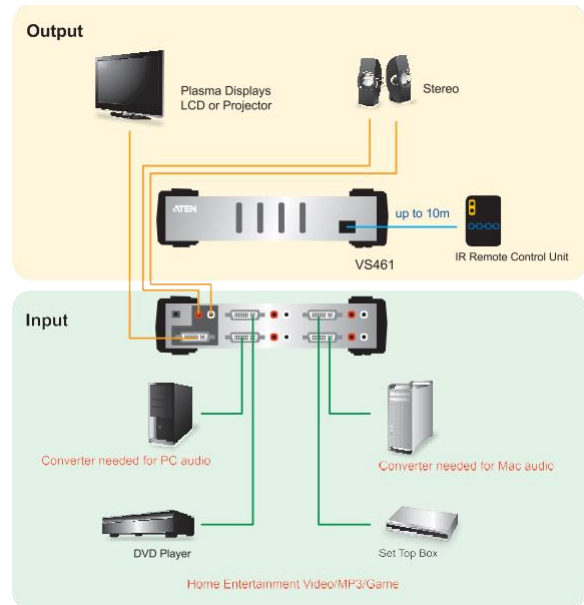 Output
Plasma Displays
LCD or Projector
Stereo
ATEN
up to 10m
VS461
IR Remote Control Unit
Input
Converter needed for PC audio
Converter needed for Mac audio
DVD Player
Set Top Box
Home Entertainment Video/MP3/Game